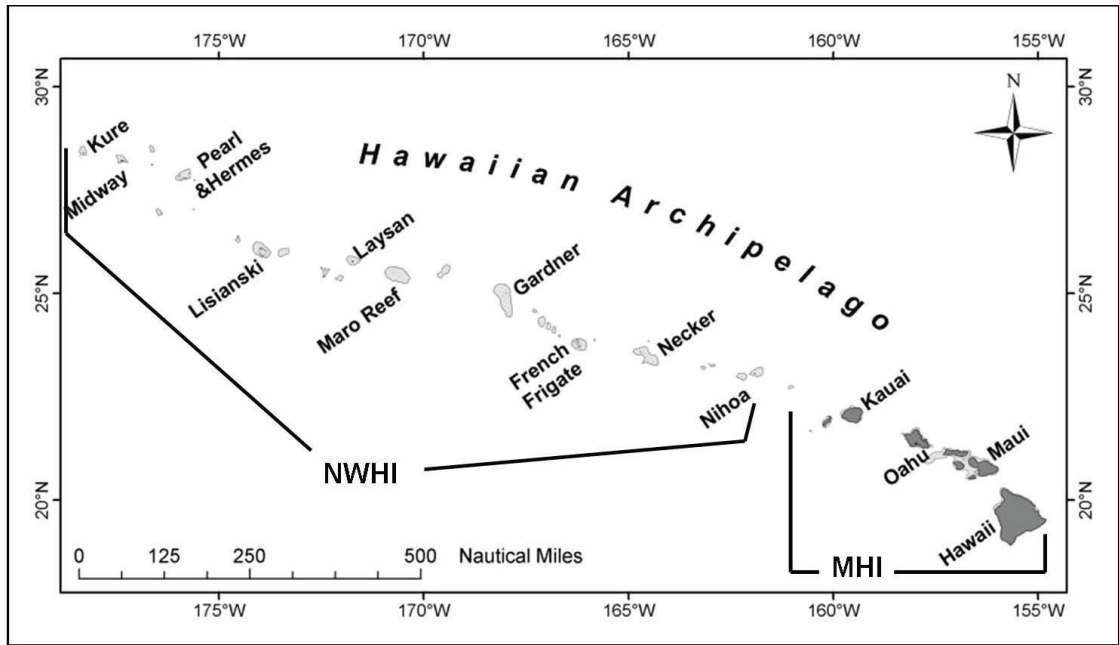 175°W 170°W 165°W 160°W 155°W
30°N 30°N
N
Kure
Midway
Pearl
&Hermes
Hawaiian Archipelago
Lisianski
Laysan
Maro Reef
Gardner
25°N 25°N
French
Frigate
Necker
Nihoa
Kauai
Oahu
Maui
Hawaii
20°N 20°N
NWHI
MHI
0 125 250 500 Nautical Miles
175°W 170°W 165°W 160°W 155°W